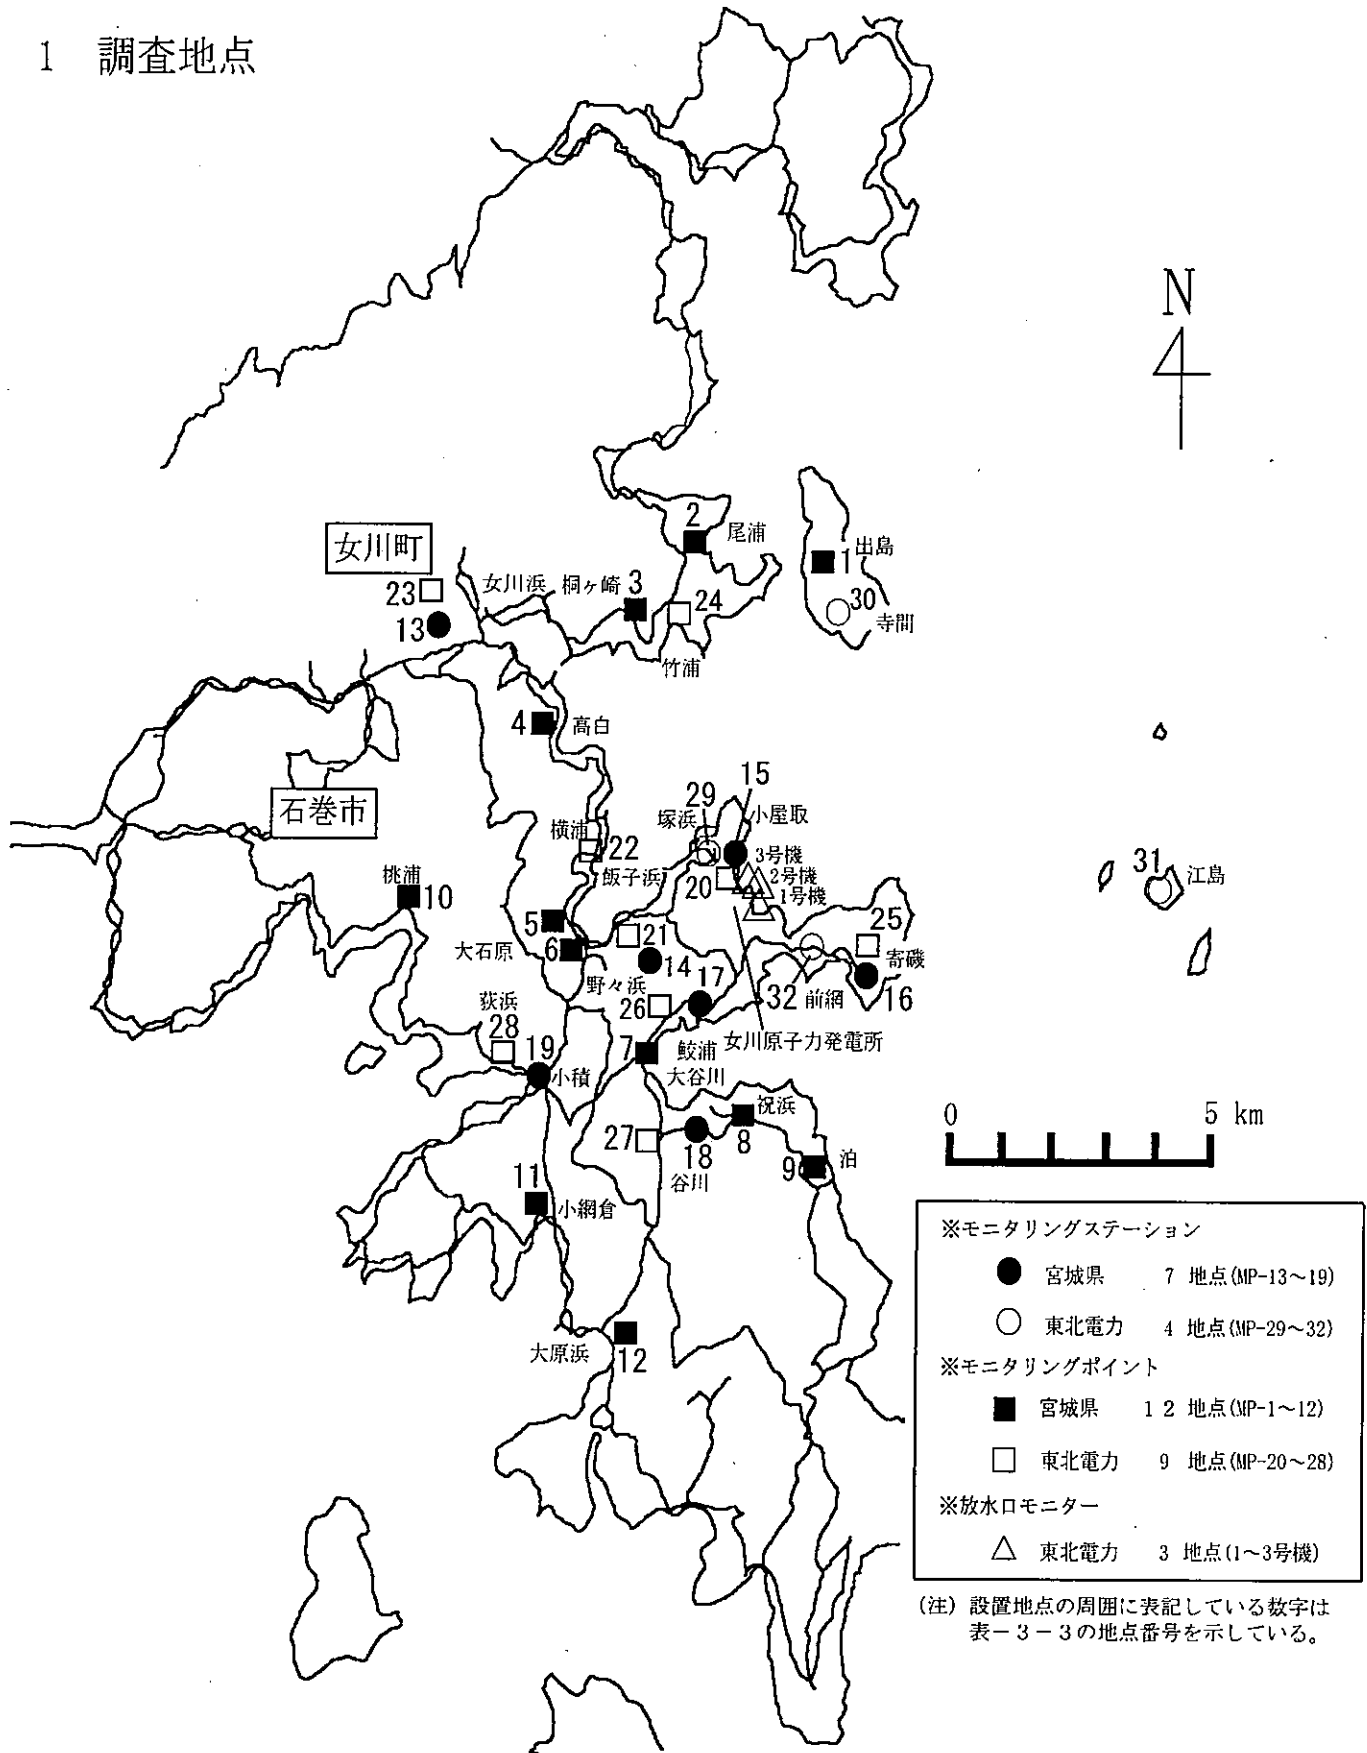 1 調査地点
N
2
尾浦
女川町
出島
1
23
女川浜
桐ヶ崎
3
24
30
寺間
13
竹浦
4
高白
15
29
塚浜
小屋取
石巻市
横浦
22
3号機
2号機
1号機
飯子浜
20
31
江島
桃浦
10
25
5
21
大石原
6
14
寄磯
野々浜
17
32
前網
16
荻浜
26
28
女川原子力発電所
19
7
鮫浦
小積
大谷川
祝浜
0 5 km
27
18
8
谷川
9
泊
11
小網倉
大原浜
12
※モニタリングステーション
宮城県 7 地点(MP-13～19)
東北電力 4 地点(MP-29～32)
※モニタリングポイント
宮城県 12 地点(MP-1～12)
東北電力 9 地点(MP-20～28)
※放水口モニター
東北電力 3 地点(1～3号機)
(注) 設置地点の周囲に表記している数字は
表－3－3の地点番号を示している。